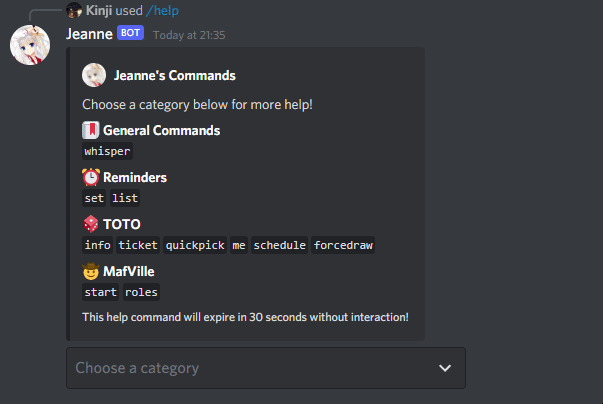 Kinji used /help
Jeanne BOT Today at 21:35
Jeanne's Commands
Choose a category below for more help!
General Commands
whisper
Reminders
set list
TOTO
info ticket quickpick me schedule forcedraw
MafVille
start roles
This help command will expire in 30 seconds without interaction!
Choose a category